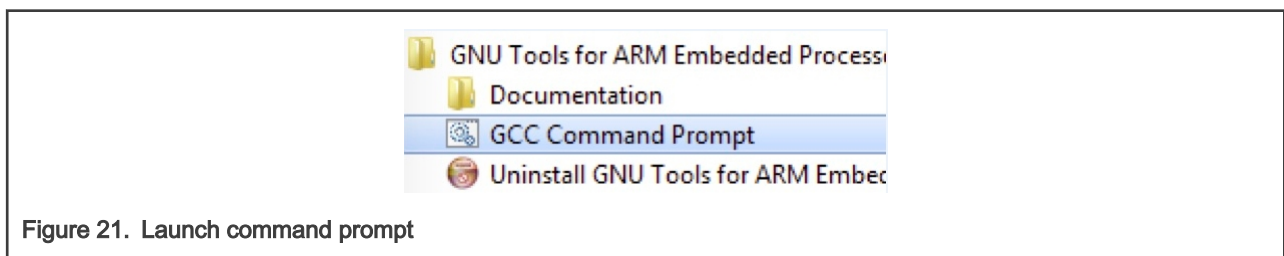 GNU Tools for ARM Embedded Process
Documentation
GCC Command Prompt
Uninstall GNU Tools for ARM Embed
Figure 21. Launch command prompt